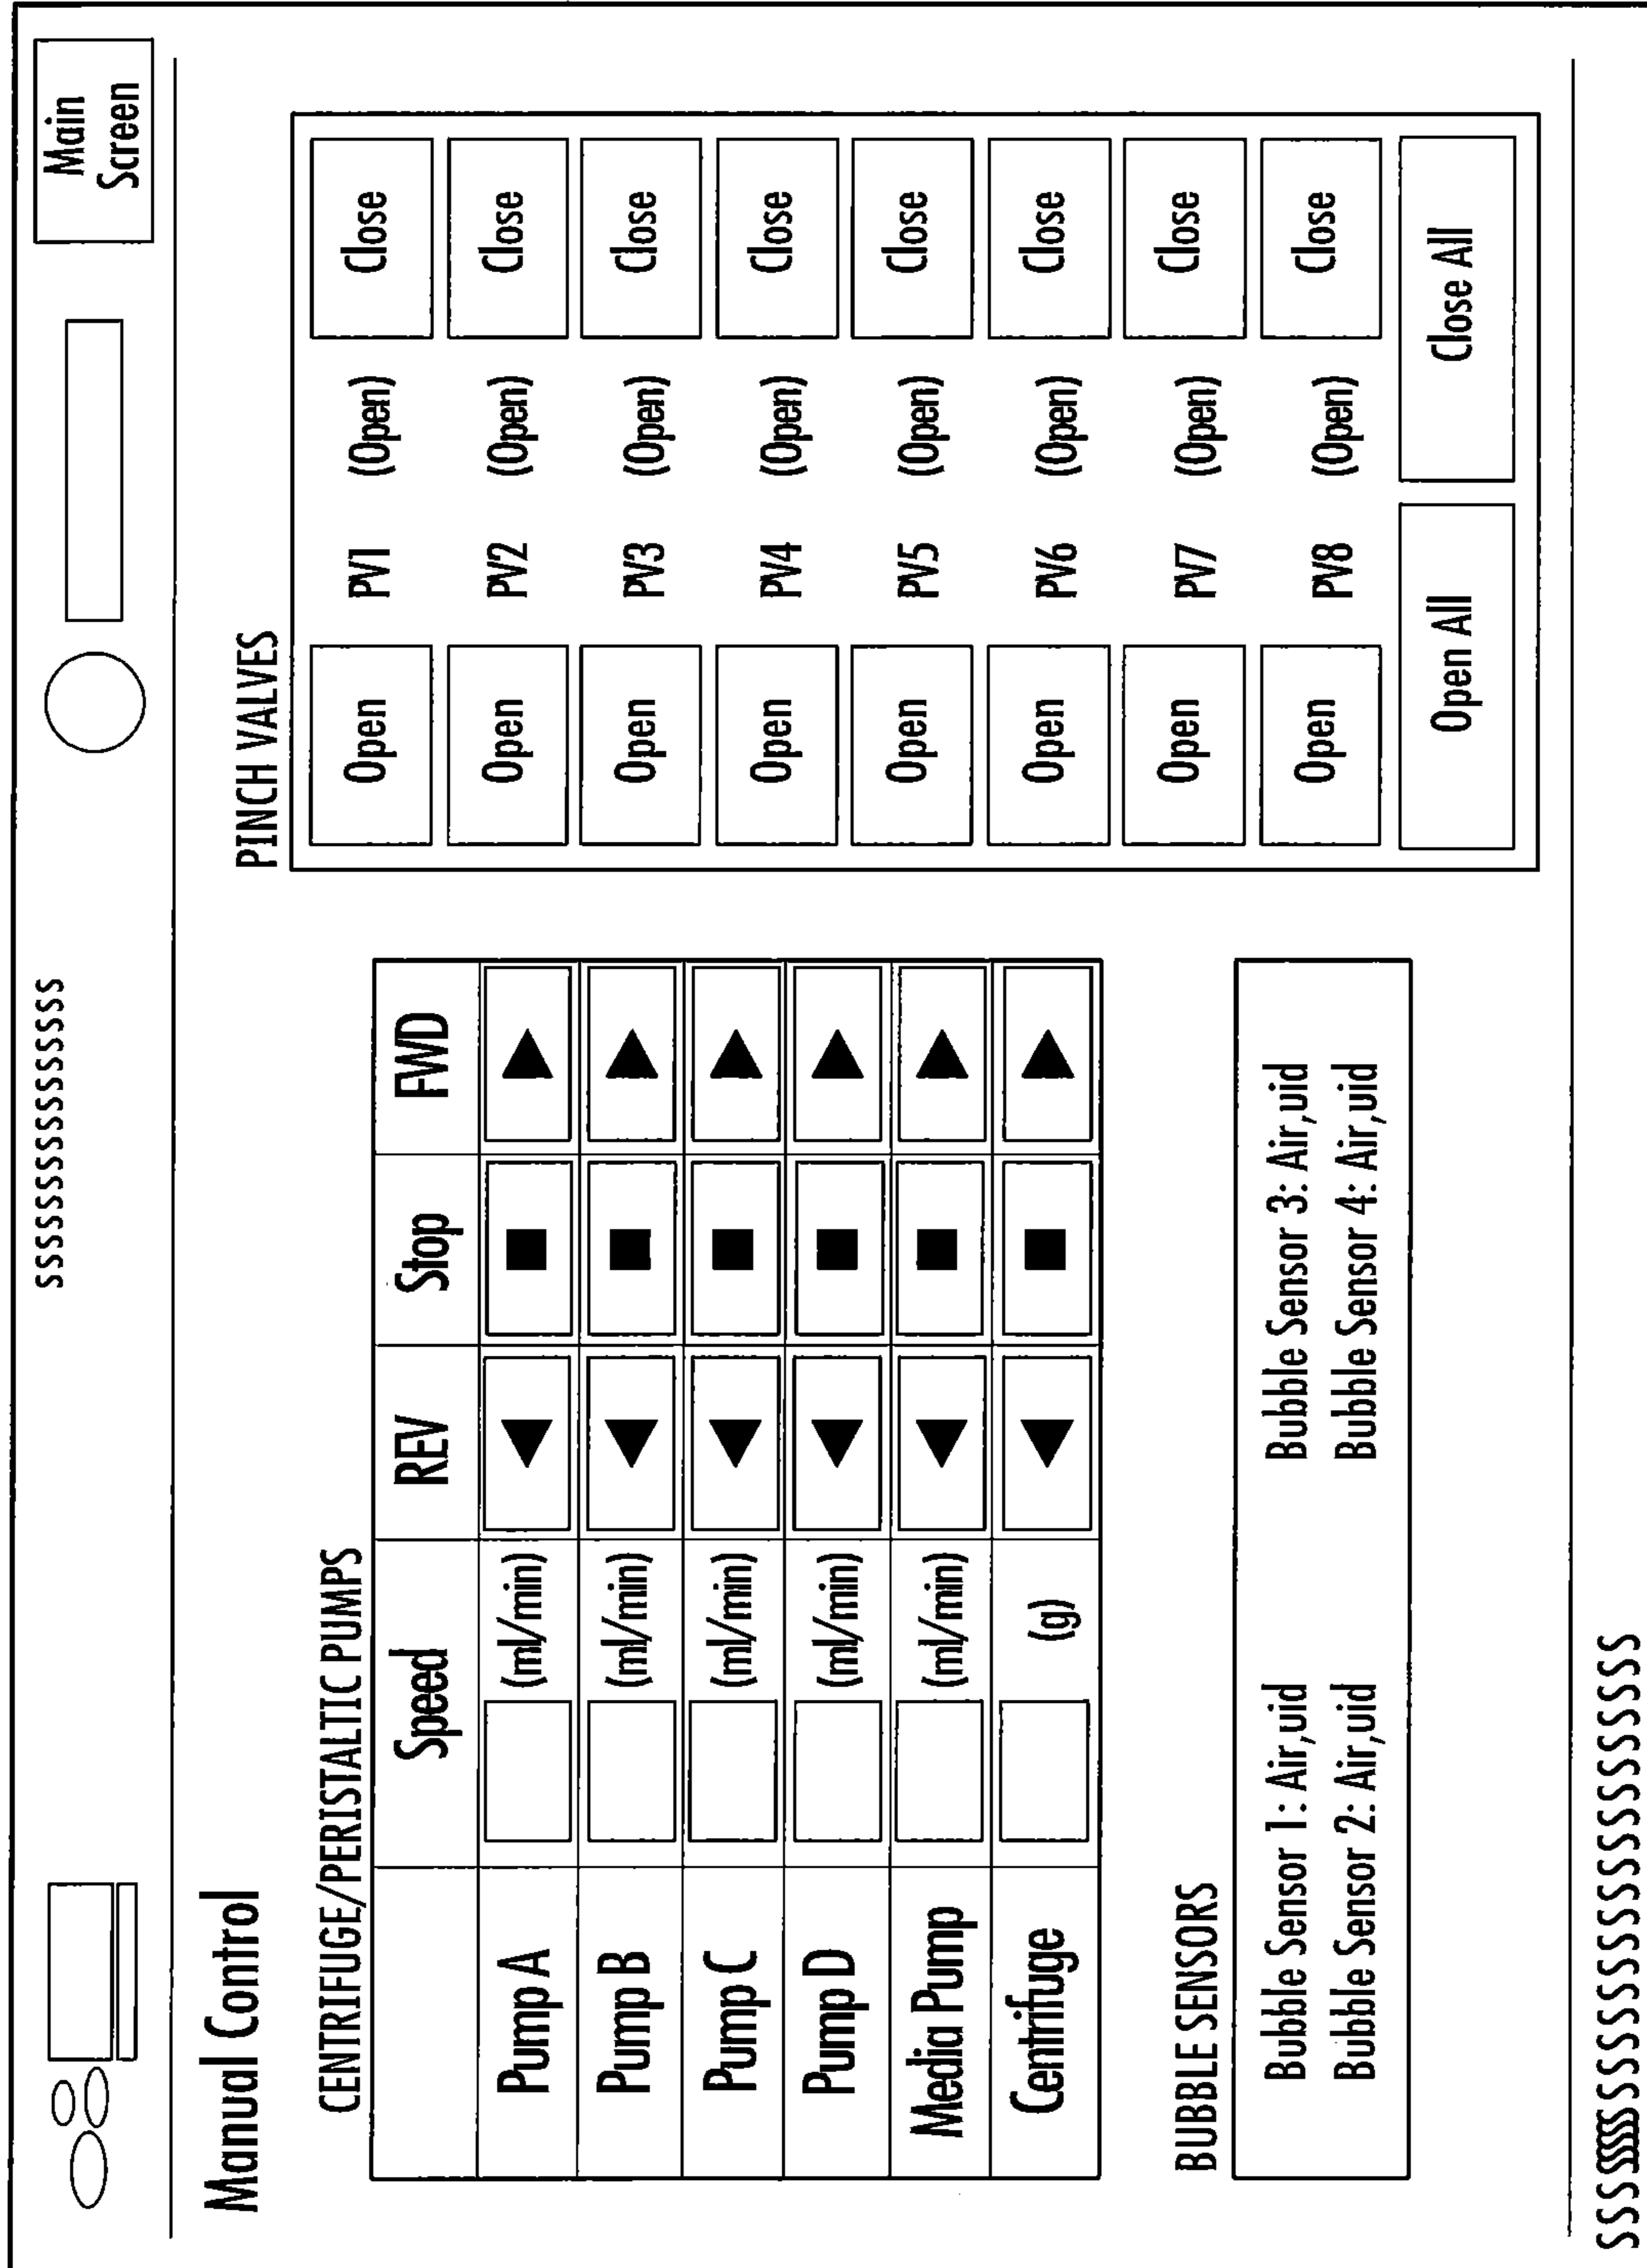 ssssssssssssssssssss
Main
Screen
Manual Control
CENTRIFUGE/PERISTALTIC PUMPS
Speed REV Stop FWD
Pump A (ml/min)
Pump B (ml/min)
Pump C (ml/min)
Pump D (ml/min)
Media Pump (ml/min)
Centrifuge (g)
BUBBLE SENSORS
Bubble Sensor 1: Air,uid Bubble Sensor 3: Air,uid
Bubble Sensor 2: Air,uid Bubble Sensor 4: Air,uid
PINCH VALVES
Open PV1 (Open) Close
Open PV2 (Open) Close
Open PV3 (Open) Close
Open PV4 (Open) Close
Open PV5 (Open) Close
Open PV6 (Open) Close
Open PV7 (Open) Close
Open PV8 (Open) Close
Open All Close All